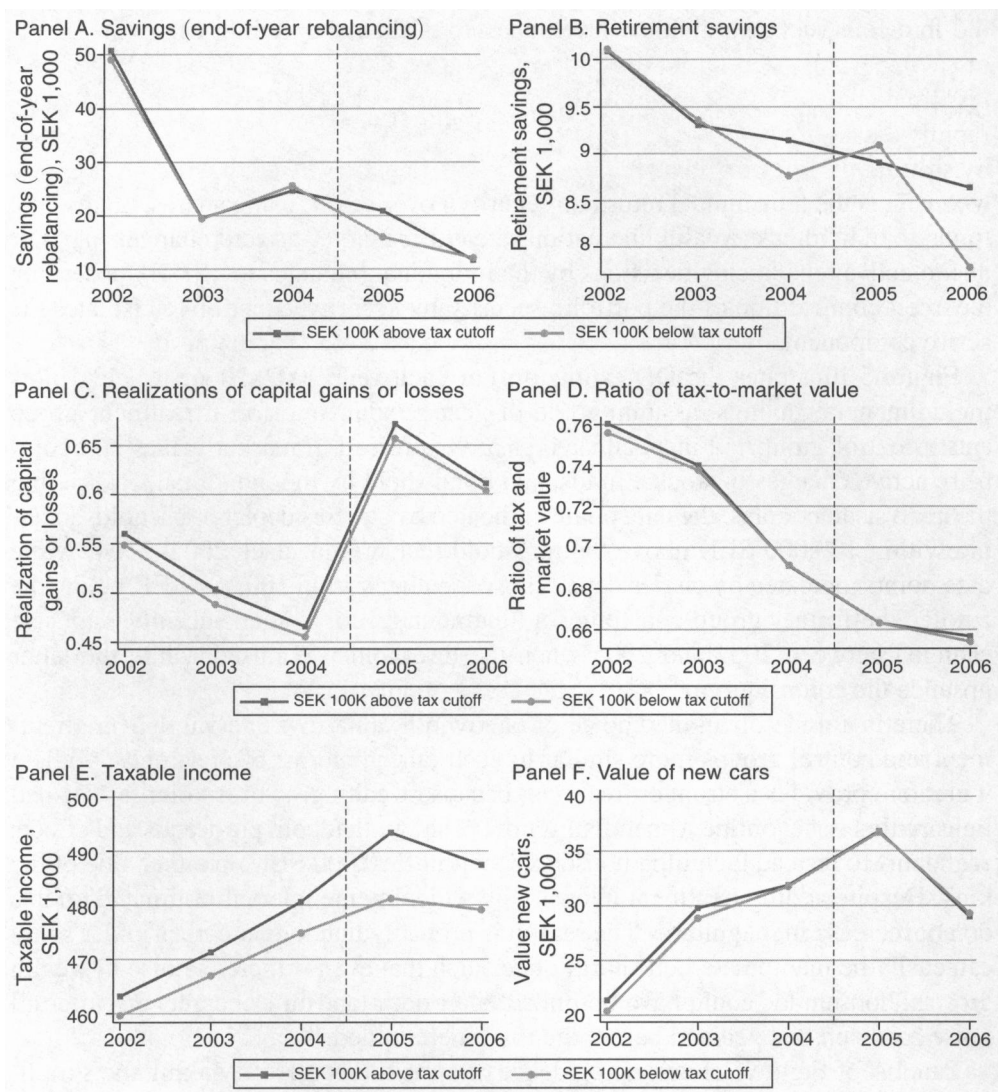 Panel A. Savings (end-of-year rebalancing)
Savings (end-of-year
rebalancing), SEK 1,000
50
40
30
20
10
2002 2003 2004 2005 2006
Panel B. Retirement savings
Retirement savings,
SEK 1,000
10
9.5
9
8.5
8
2002 2003 2004 2005 2006
SEK 100K above tax cutoff SEK 100K below tax cutoff
Panel C. Realizations of capital gains or losses
Realization of capital
gains or losses
0.65
0.6
0.55
0.5
0.45
2002 2003 2004 2005 2006
Panel D. Ratio of tax-to-market value
Ratio of tax and
market value
0.76
0.74
0.72
0.7
0.68
0.66
2002 2003 2004 2005 2006
SEK 100K above tax cutoff SEK 100K below tax cutoff
Panel E. Taxable income
Taxable income,
SEK 1,000
500
490
480
470
460
2002 2003 2004 2005 2006
Panel F. Value of new cars
Value new cars,
SEK 1,000
40
35
30
25
20
2002 2003 2004 2005 2006
SEK 100K above tax cutoff SEK 100K below tax cutoff